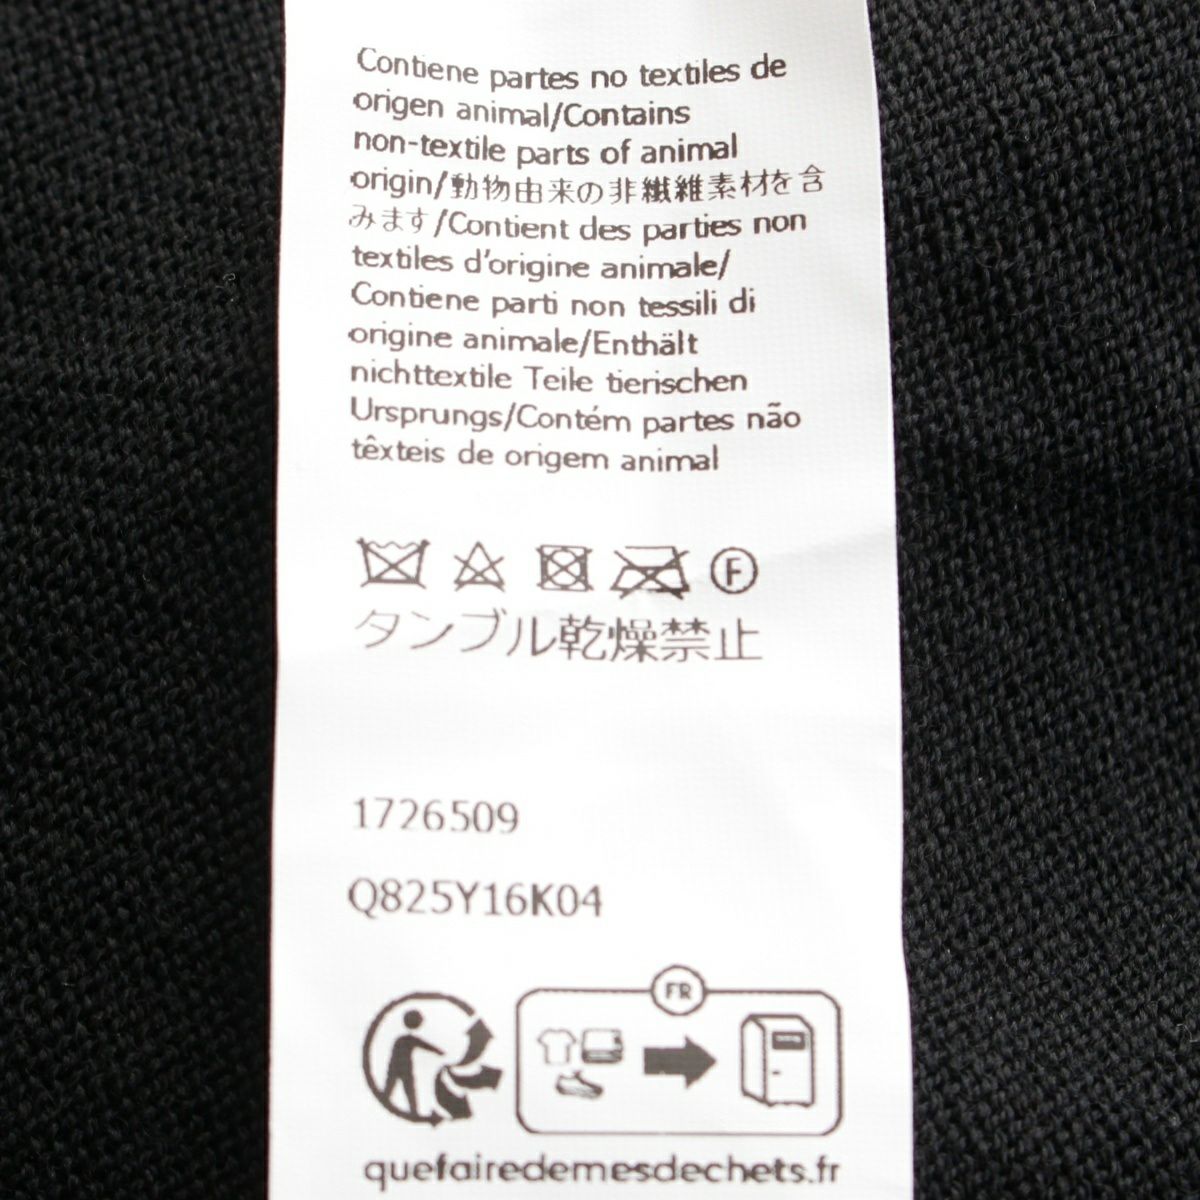 Contiene partes no textiles de
origen animal/Contains
non-textile parts of animal
origin/動物由来の非繊維素材を含
みます/Contient des parties non
textiles d'origine animale/
Contiene parti non tessili di
origine animale/Enthält
nichttextile Teile tierischen
Ursprungs/Contém partes não
têxteis de origem animal
F
タンブル乾燥禁止
1726509
Q825Y16K04
FR
quefairedemesdechets.fr